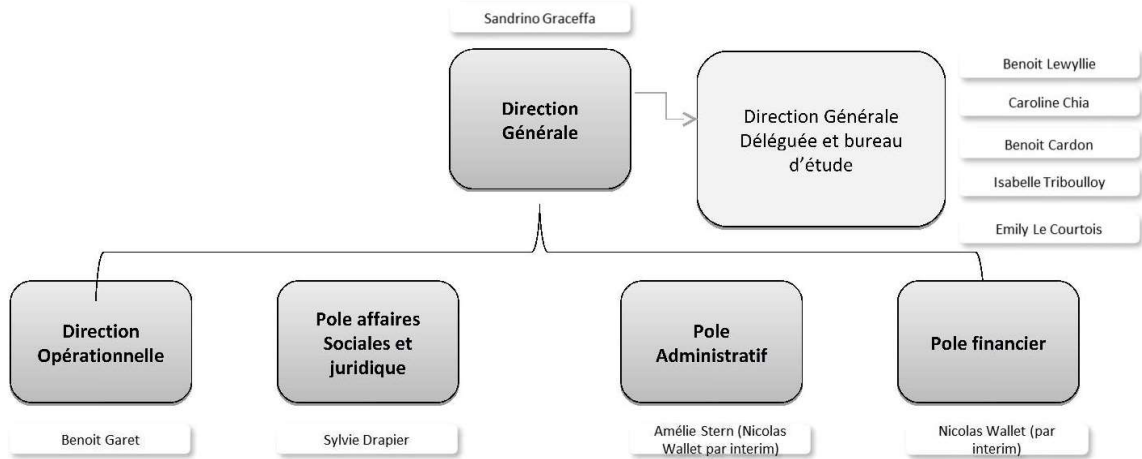 Sandrino Graceffa
Direction
Générale
Direction Générale
Déléguée et bureau
d'étude
Benoit Lewyllie
Caroline Chia
Benoit Cardon
Isabelle Triboulloy
Emily Le Courtois
Direction
Opérationnelle
Pole affaires
Sociales et
juridique
Pole
Administratif
Pole financier
Benoit Garet
Sylvie Drapier
Amélie Stern (Nicolas
Wallet par interim)
Nicolas Wallet (par
interim)